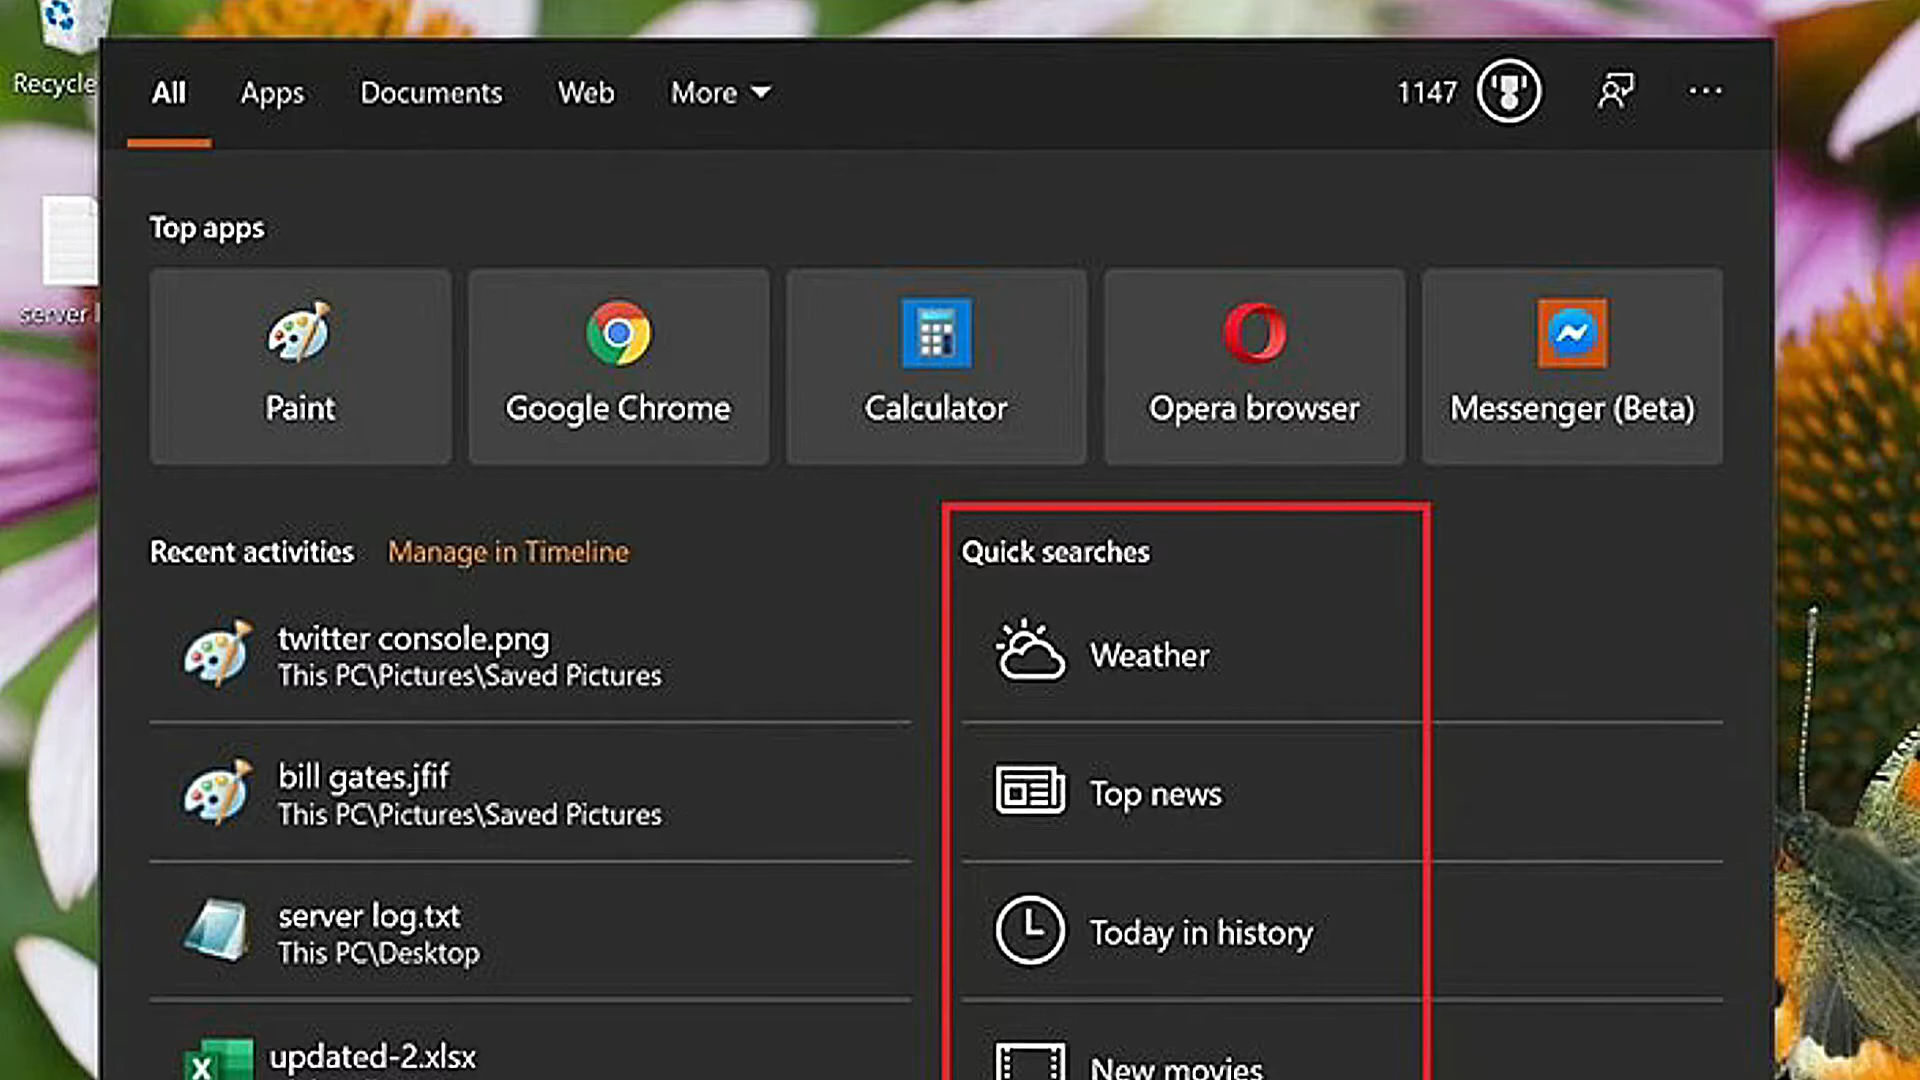 Recycle
All
Apps
Documents
Web
More
1147
server l
Top apps
Paint
Google Chrome
Calculator
Opera browser
Messenger (Beta)
Recent activities
Manage in Timeline
twitter console.png
This PC\Pictures\Saved Pictures
bill gates.jfif
This PC\Pictures\Saved Pictures
server log.txt
This PC\Desktop
updated-2.xlsx
Quick searches
Weather
Top news
Today in history
New movies